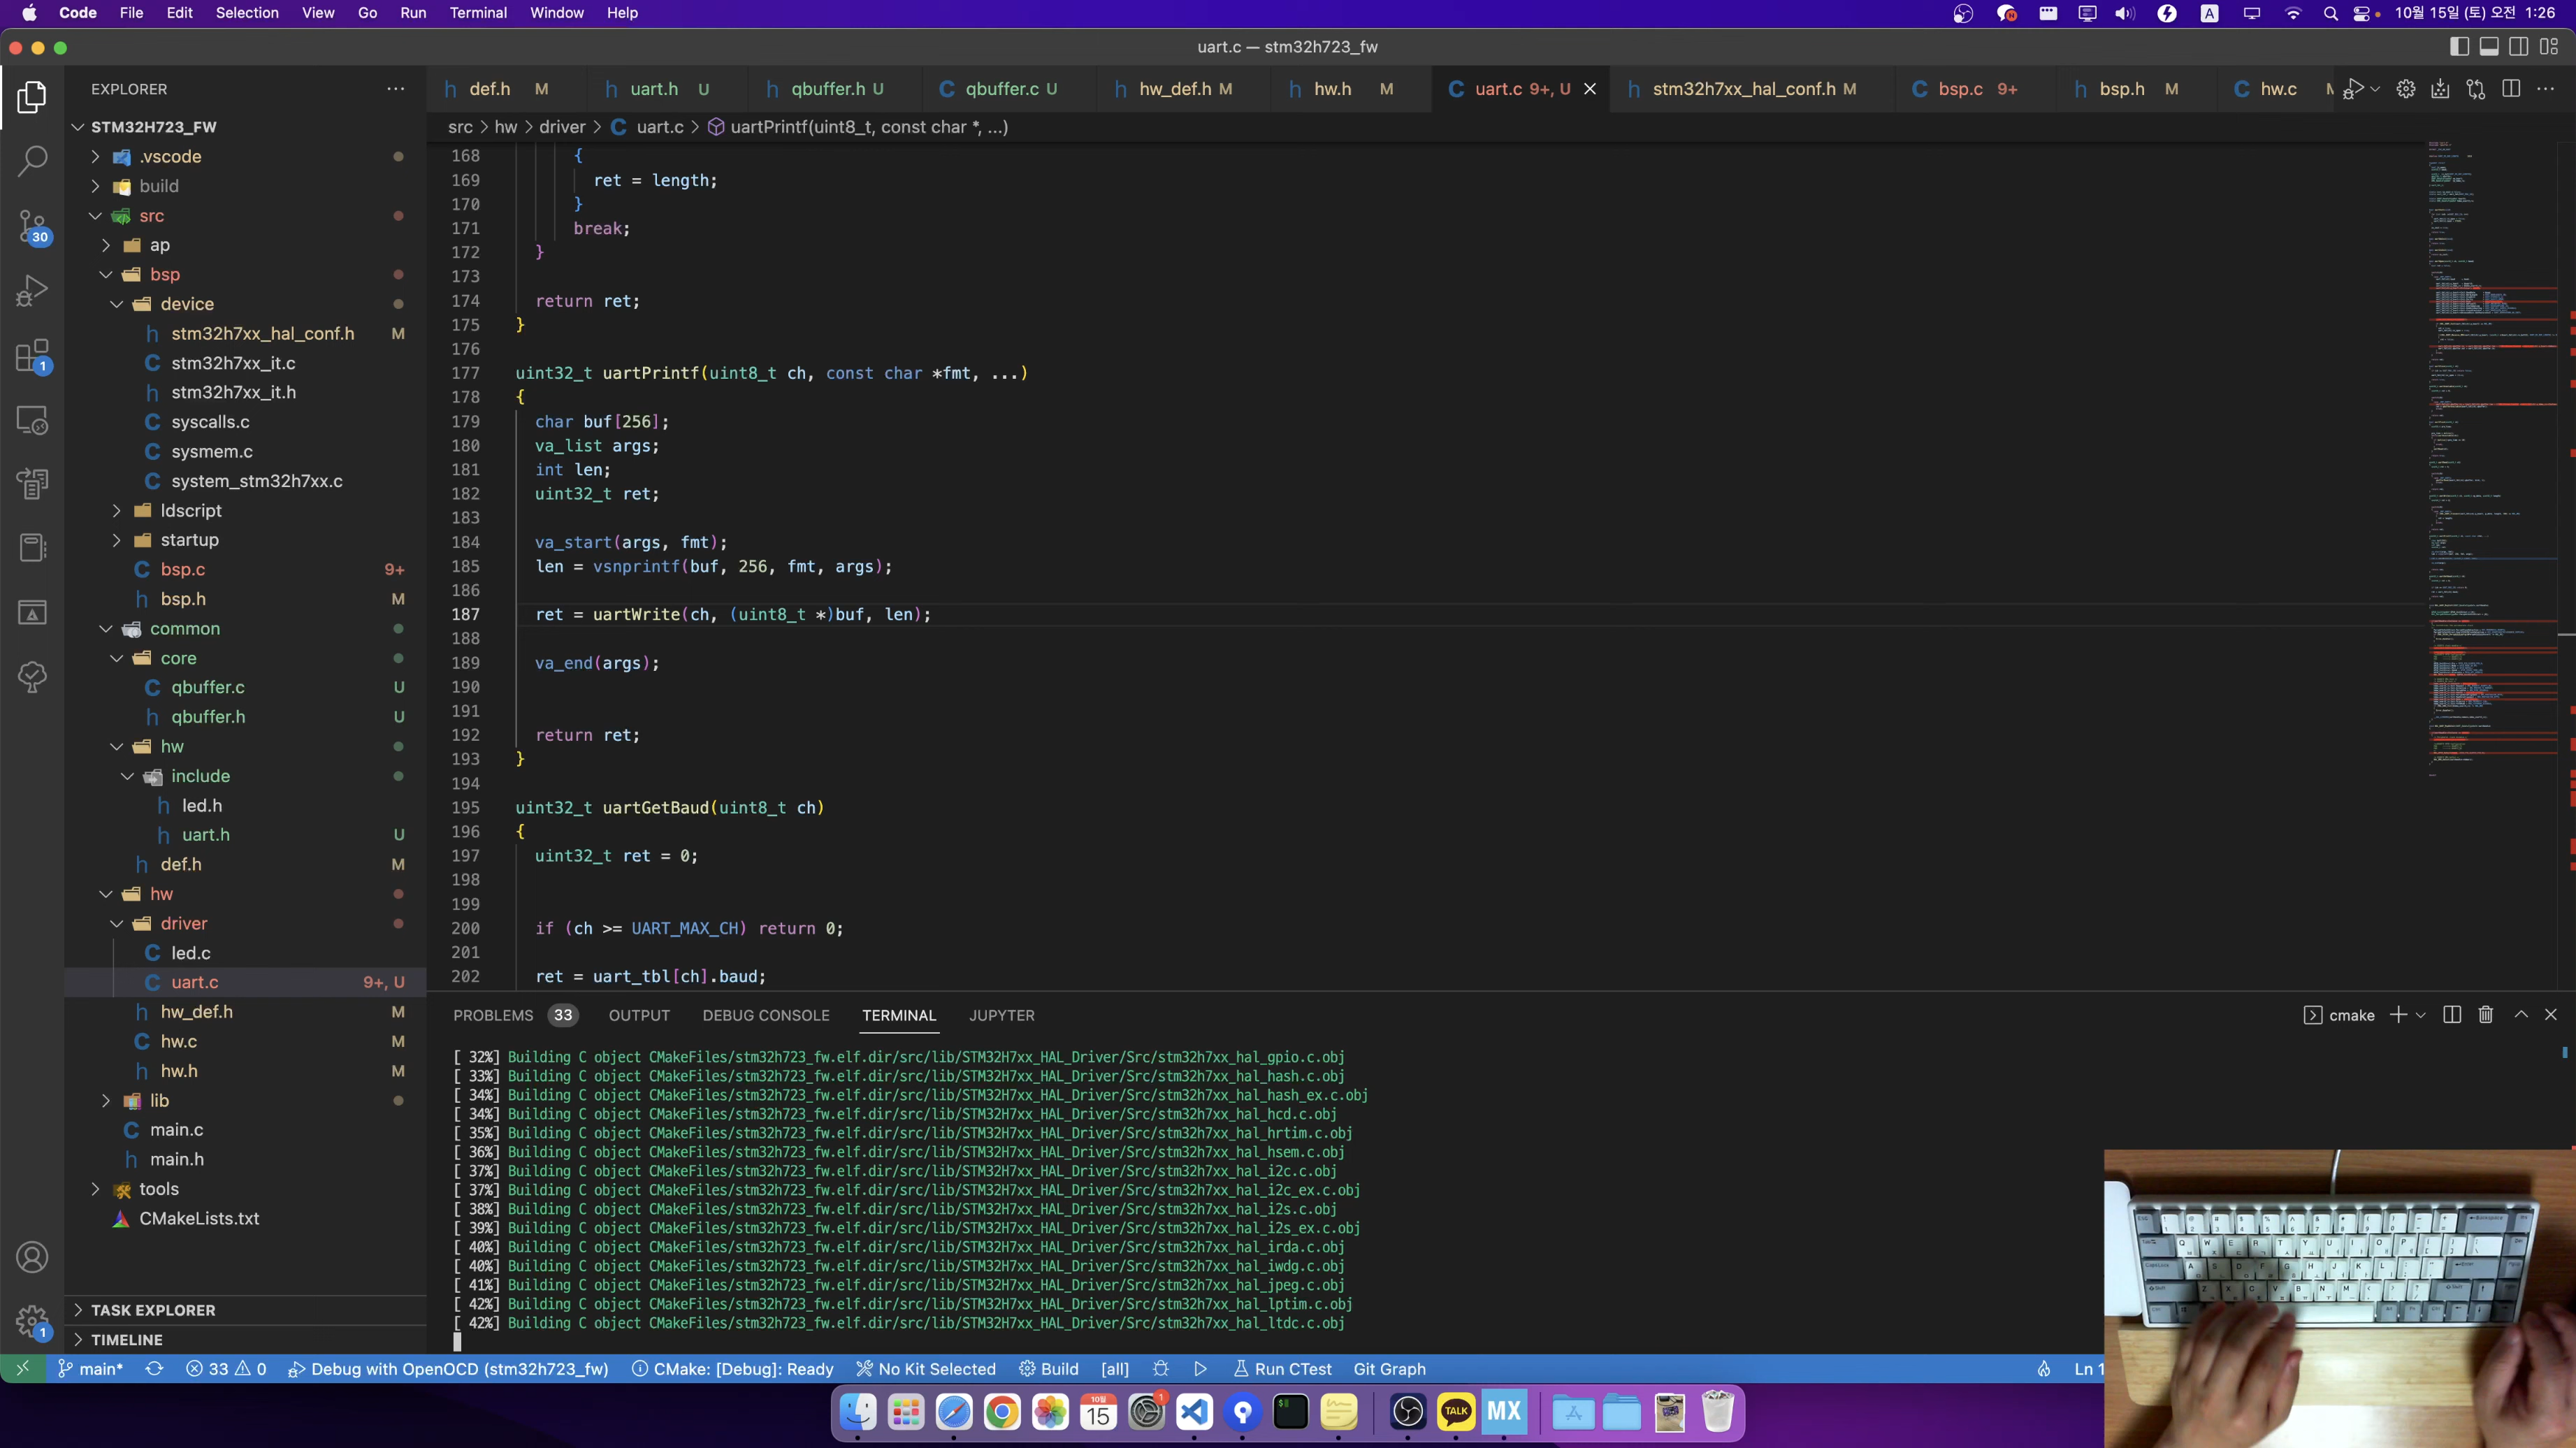 Code File Edit Selection View Go Run Terminal Window Help
A 10월 15일 (토) 오전 1:26
uart.c — stm32h723_fw
EXPLORER
def.h M uart.h U qbuffer.h U qbuffer.c U hw_def.h M hw.h M uart.c 9+, U stm32h7xx_hal_conf.h M bsp.c 9+ bsp.h M hw.c
src > hw > driver > C uart.c > uartPrintf(uint8_t, const char *, ...)
STM32H723_FW
.vscode
build
src
ap
bsp
device
stm32h7xx_hal_conf.h M
stm32h7xx_it.c
stm32h7xx_it.h
syscalls.c
sysmem.c
system_stm32h7xx.c
ldscript
startup
bsp.c 9+
bsp.h M
common
core
qbuffer.c U
qbuffer.h U
hw
include
led.h
uart.h U
def.h M
hw
driver
led.c
uart.c 9+, U
hw_def.h M
hw.c M
hw.h M
lib
main.c
main.h
tools
CMakeLists.txt
TASK EXPLORER
TIMELINE
30
1
1
168 {
169 ret = length;
170 }
171 break;
172 }
173
174 return ret;
175 }
176
177 uint32_t uartPrintf(uint8_t ch, const char *fmt, ...)
178 {
179 char buf[256];
180 va_list args;
181 int len;
182 uint32_t ret;
183
184 va_start(args, fmt);
185 len = vsnprintf(buf, 256, fmt, args);
186
187 ret = uartWrite(ch, (uint8_t *)buf, len);
188
189 va_end(args);
190
191
192 return ret;
193 }
194
195 uint32_t uartGetBaud(uint8_t ch)
196 {
197 uint32_t ret = 0;
198
199
200 if (ch >= UART_MAX_CH) return 0;
201
202 ret = uart_tbl[ch].baud;
PROBLEMS 33 OUTPUT DEBUG CONSOLE TERMINAL JUPYTER
cmake
[ 32%] Building C object CMakeFiles/stm32h723_fw.elf.dir/src/lib/STM32H7xx_HAL_Driver/Src/stm32h7xx_hal_gpio.c.obj
[ 33%] Building C object CMakeFiles/stm32h723_fw.elf.dir/src/lib/STM32H7xx_HAL_Driver/Src/stm32h7xx_hal_hash.c.obj
[ 34%] Building C object CMakeFiles/stm32h723_fw.elf.dir/src/lib/STM32H7xx_HAL_Driver/Src/stm32h7xx_hal_hash_ex.c.obj
[ 34%] Building C object CMakeFiles/stm32h723_fw.elf.dir/src/lib/STM32H7xx_HAL_Driver/Src/stm32h7xx_hal_hcd.c.obj
[ 35%] Building C object CMakeFiles/stm32h723_fw.elf.dir/src/lib/STM32H7xx_HAL_Driver/Src/stm32h7xx_hal_hrtim.c.obj
[ 36%] Building C object CMakeFiles/stm32h723_fw.elf.dir/src/lib/STM32H7xx_HAL_Driver/Src/stm32h7xx_hal_hsem.c.obj
[ 37%] Building C object CMakeFiles/stm32h723_fw.elf.dir/src/lib/STM32H7xx_HAL_Driver/Src/stm32h7xx_hal_i2c.c.obj
[ 37%] Building C object CMakeFiles/stm32h723_fw.elf.dir/src/lib/STM32H7xx_HAL_Driver/Src/stm32h7xx_hal_i2c_ex.c.obj
[ 38%] Building C object CMakeFiles/stm32h723_fw.elf.dir/src/lib/STM32H7xx_HAL_Driver/Src/stm32h7xx_hal_i2s.c.obj
[ 39%] Building C object CMakeFiles/stm32h723_fw.elf.dir/src/lib/STM32H7xx_HAL_Driver/Src/stm32h7xx_hal_i2s_ex.c.obj
[ 40%] Building C object CMakeFiles/stm32h723_fw.elf.dir/src/lib/STM32H7xx_HAL_Driver/Src/stm32h7xx_hal_irda.c.obj
[ 40%] Building C object CMakeFiles/stm32h723_fw.elf.dir/src/lib/STM32H7xx_HAL_Driver/Src/stm32h7xx_hal_iwdg.c.obj
[ 41%] Building C object CMakeFiles/stm32h723_fw.elf.dir/src/lib/STM32H7xx_HAL_Driver/Src/stm32h7xx_hal_jpeg.c.obj
[ 42%] Building C object CMakeFiles/stm32h723_fw.elf.dir/src/lib/STM32H7xx_HAL_Driver/Src/stm32h7xx_hal_lptim.c.obj
[ 42%] Building C object CMakeFiles/stm32h723_fw.elf.dir/src/lib/STM32H7xx_HAL_Driver/Src/stm32h7xx_hal_ltdc.c.obj
main* 33 0 Debug with OpenOCD (stm32h723_fw) CMake: [Debug]: Ready No Kit Selected Build [all] Run CTest Git Graph Ln 1
10월 15 1 TALK MX